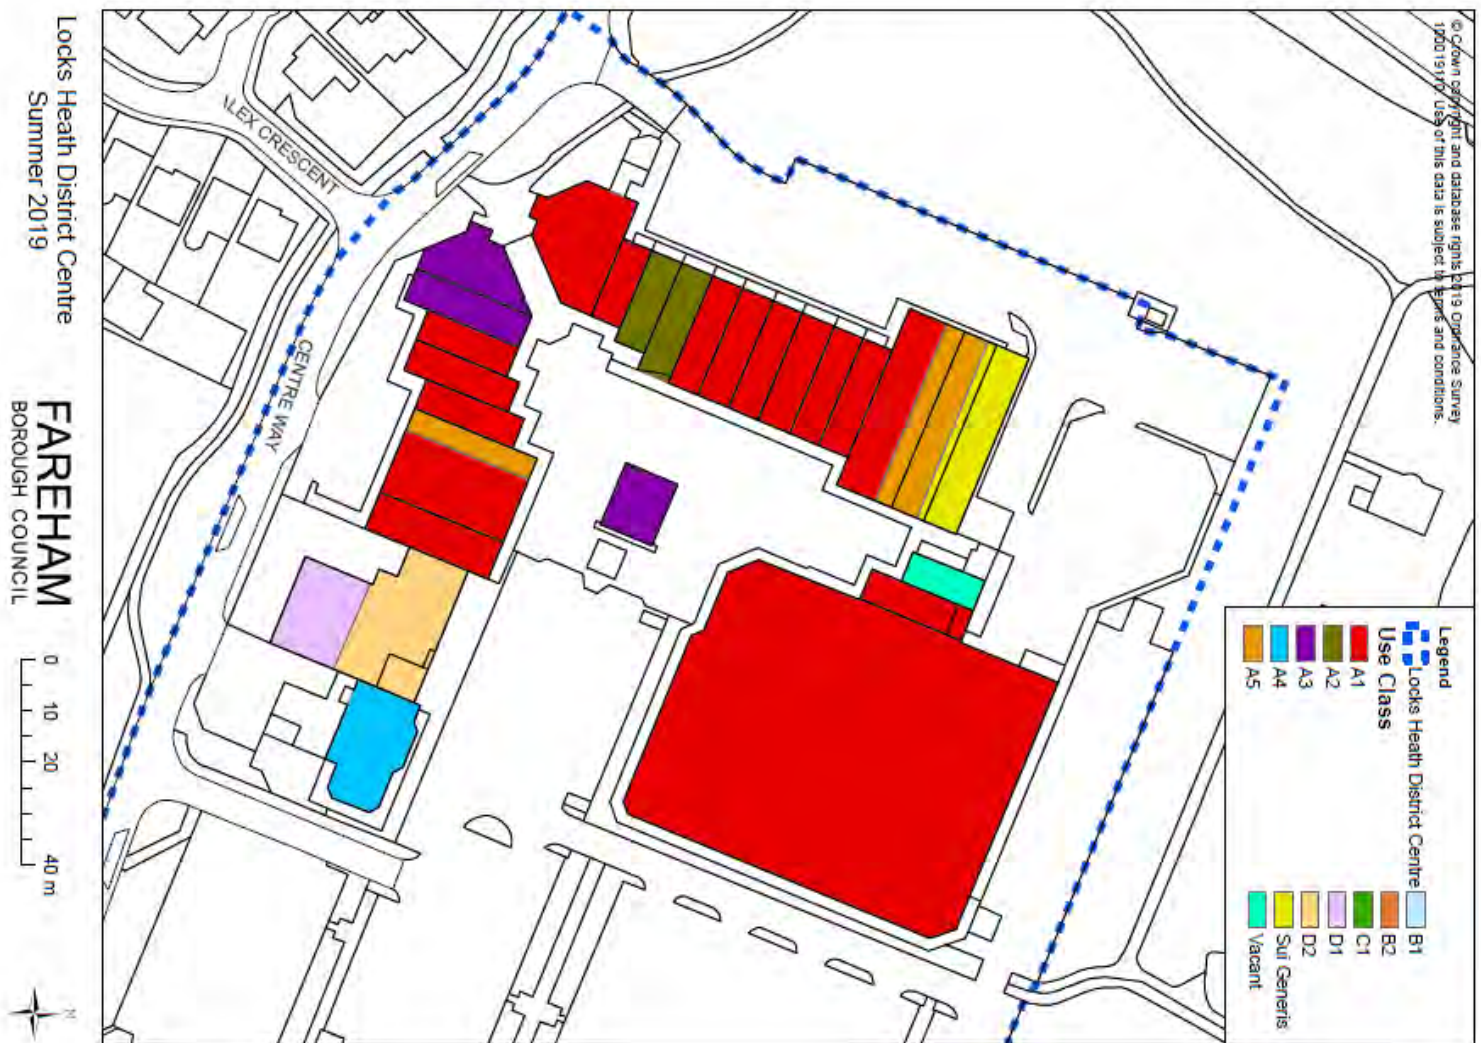 Locks Heath District Centre
Summer 2019
FAREHAM
BOROUGH COUNCIL
0 10 20 40 m
N
© Crown copyright and database rights 2019 Ordnance Survey
100019110. Use of this data is subject to terms and conditions.
Legend
Locks Heath District Centre
Use Class
A1
A2
A3
A4
A5
B1
B2
C1
D1
D2
Sui Generis
Vacant
LEX CRESCENT
CENTRE WAY